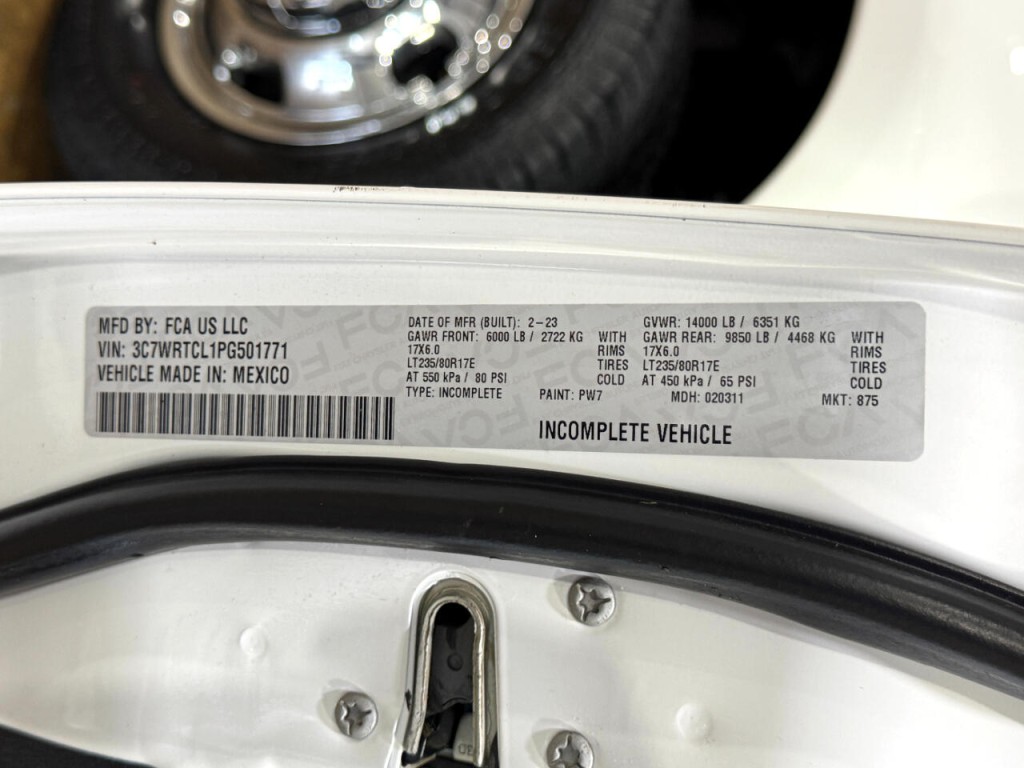 MFD BY: FCA US LLC
VIN: 3C7WRTCL1PG501771
VEHICLE MADE IN: MEXICO
DATE OF MFR (BUILT): 2-23
GAWR FRONT: 6000 LB / 2722 KG WITH
17X6.0 RIMS
LT235/80R17E TIRES
AT 550 kPa / 80 PSI COLD
TYPE: INCOMPLETE PAINT: PW7
GVWR: 14000 LB / 6351 KG
GAWR REAR: 9850 LB / 4468 KG WITH
17X6.0 RIMS
LT235/80R17E TIRES
AT 450 kPa / 65 PSI COLD
MDH: 020311 MKT: 875
INCOMPLETE VEHICLE